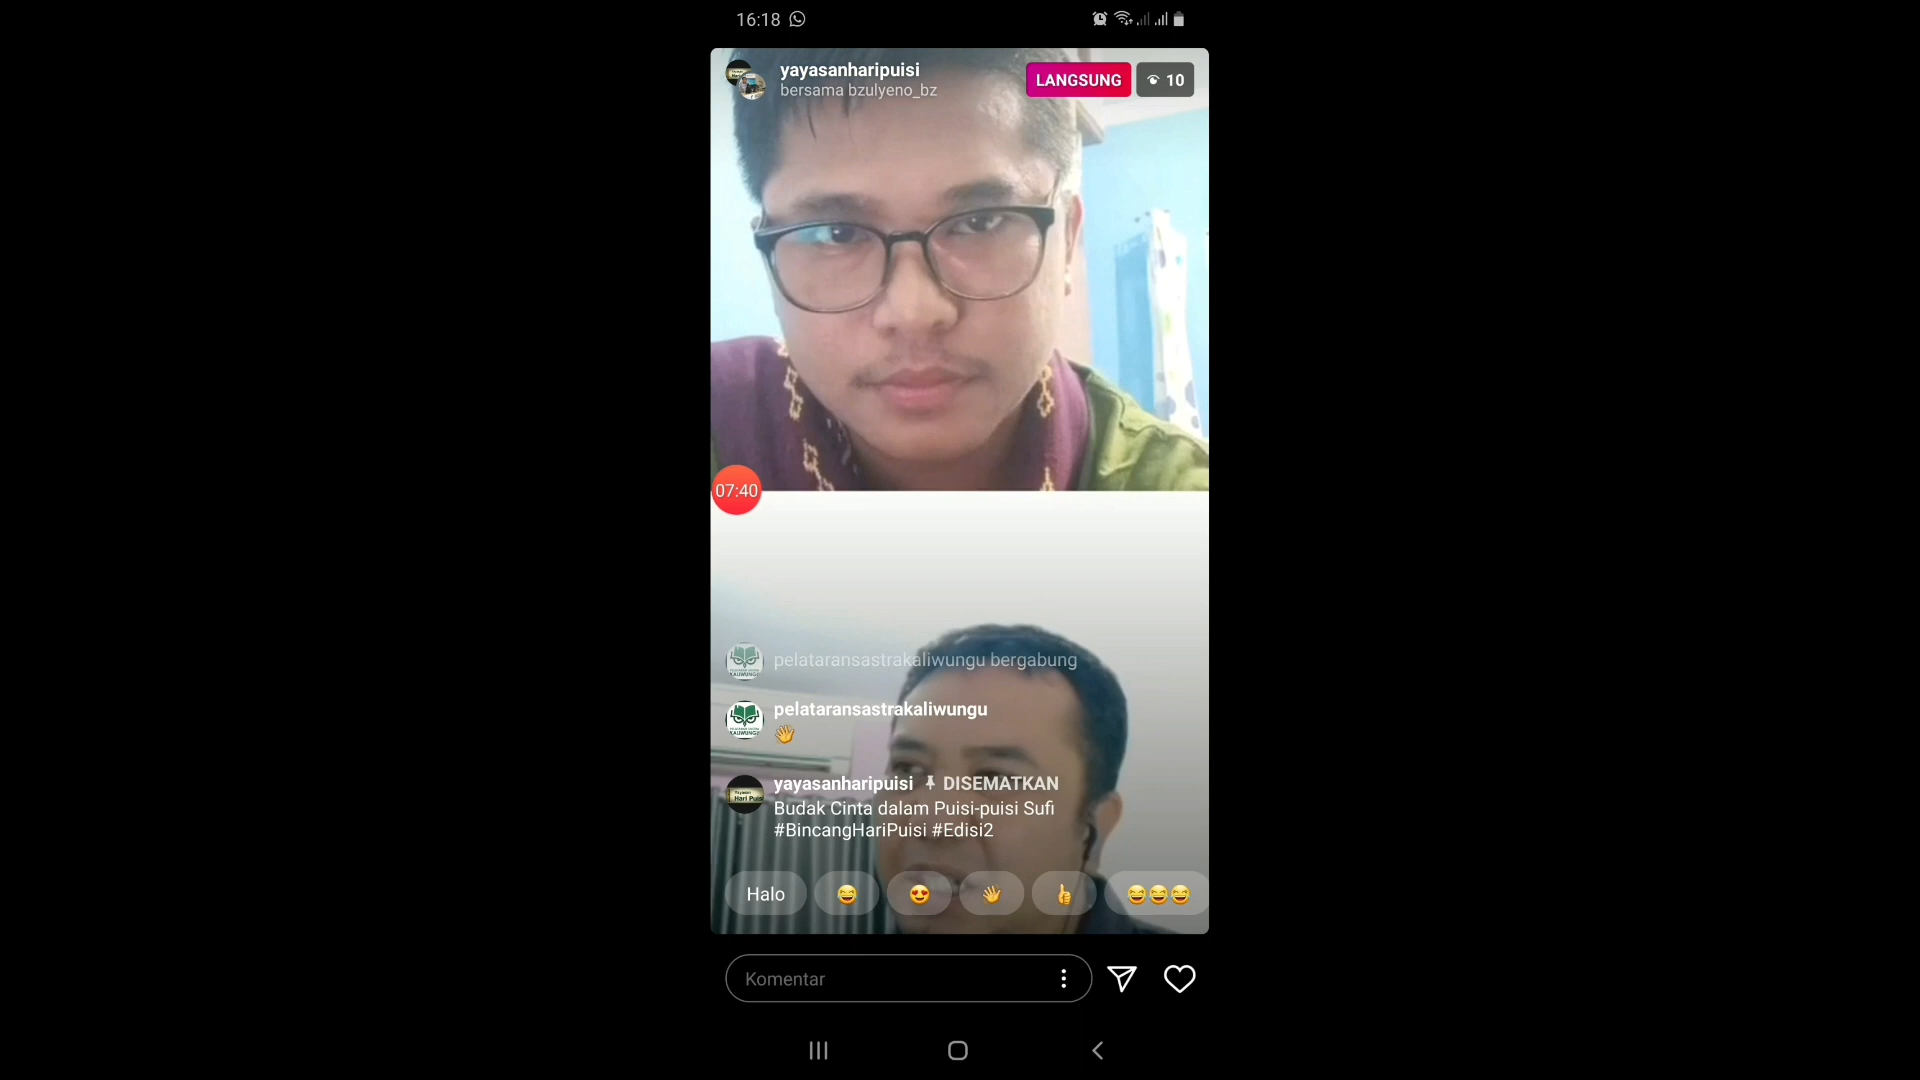 16:18
yayasanharipuisi
bersama bzulyeno_bz
LANGSUNG
10
07:40
pelataransastrakaliwungu bergabung
pelataransastrakaliwungu
yayasanharipuisi DISEMATKAN
Budak Cinta dalam Puisi-puisi Sufi
#BincangHariPuisi #Edisi2
Halo
Komentar